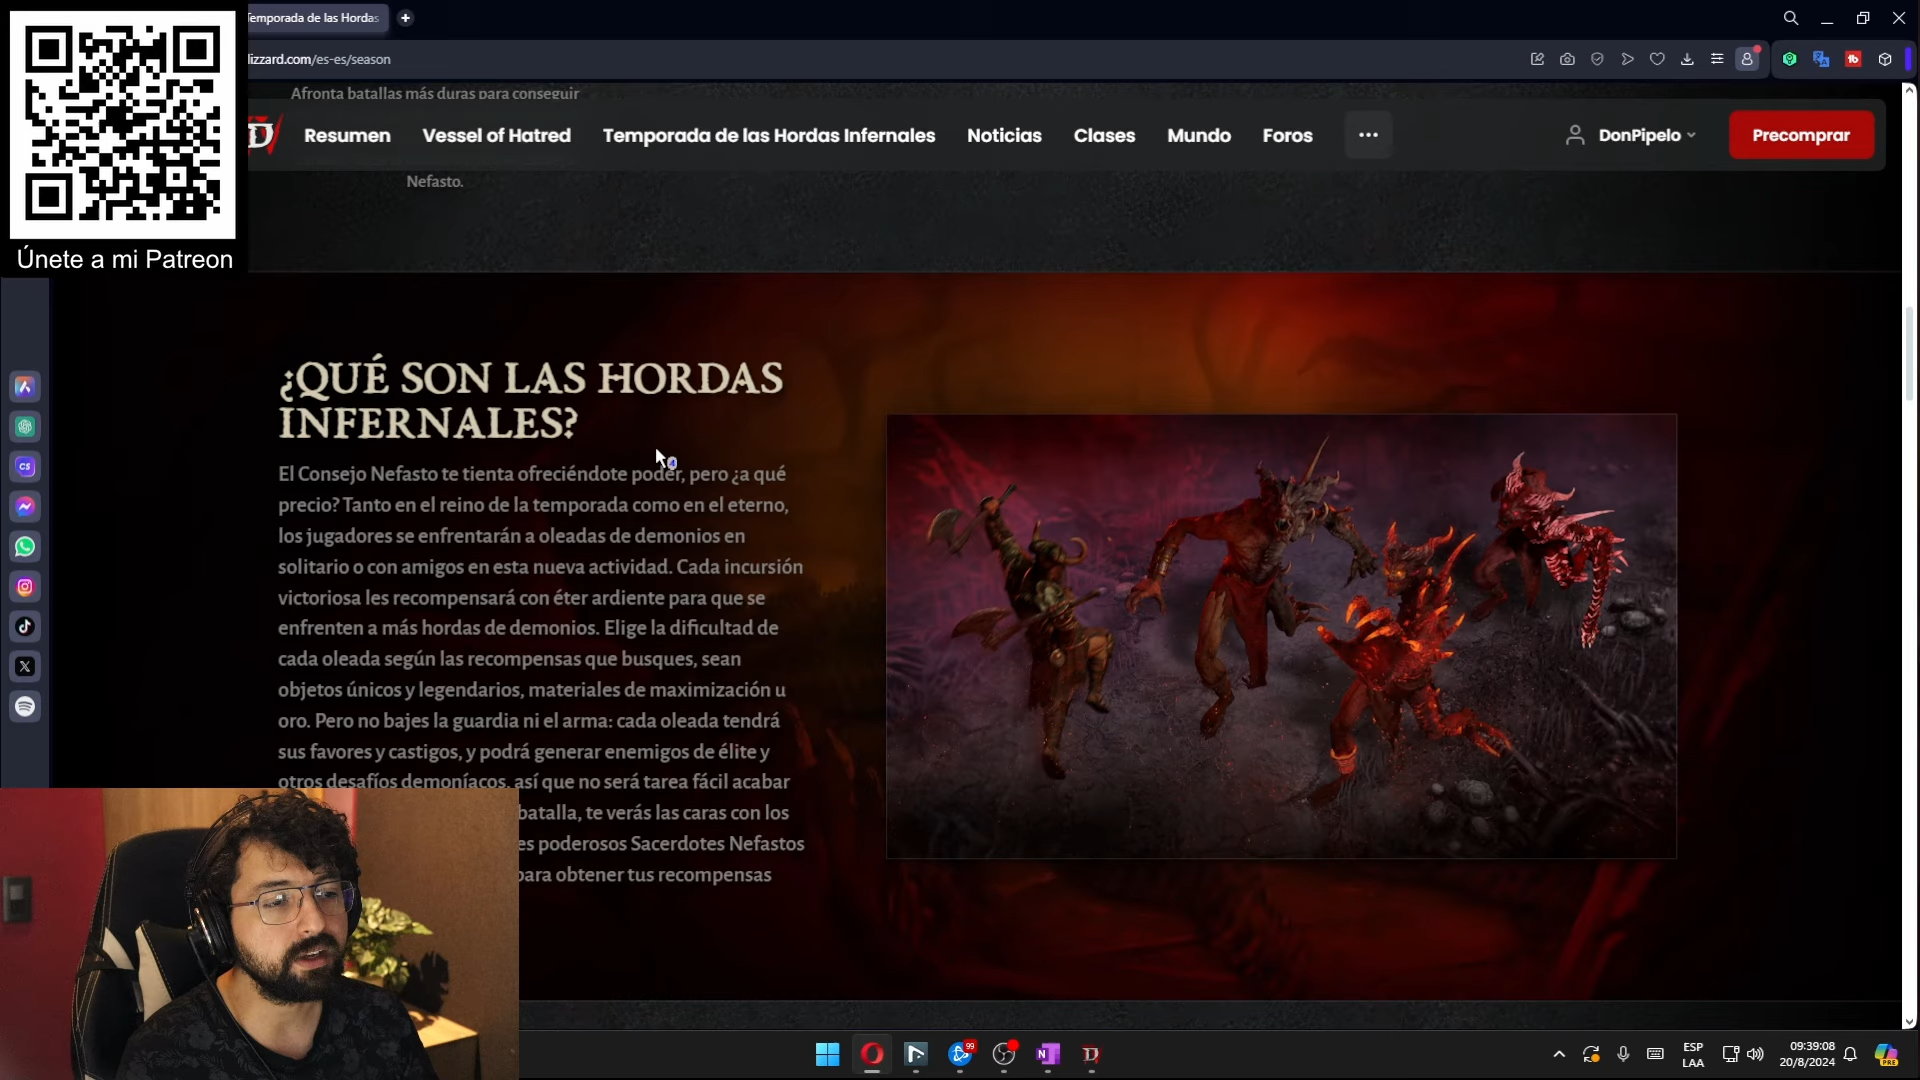 Temporada de las Hordas
lizzard.com/es-es/season
Únete a mi Patreon
Afronta batallas más duras para conseguir
Resumen
Vessel of Hatred
Temporada de las Hordas Infernales
Noticias
Clases
Mundo
Foros
DonPipelo
Precomprar
Nefasto.
¿QUÉ SON LAS HORDAS
INFERNALES?
El Consejo Nefasto te tienta ofreciéndote poder, pero ¿a qué
precio? Tanto en el reino de la temporada como en el eterno,
los jugadores se enfrentarán a oleadas de demonios en
solitario o con amigos en esta nueva actividad. Cada incursión
victoriosa les recompensará con éter ardiente para que se
enfrenten a más hordas de demonios. Elige la dificultad de
cada oleada según las recompensas que busques, sean
objetos únicos y legendarios, materiales de maximización u
oro. Pero no bajes la guardia ni el arma: cada oleada tendrá
sus favores y castigos, y podrá generar enemigos de élite y
otros desafíos demoníacos, así que no será tarea fácil acabar
batalla, te verás las caras con los
es poderosos Sacerdotes Nefastos
para obtener tus recompensas
CS
tb
99
N
D
ESP
LAA
09:39:08
20/8/2024
PRE